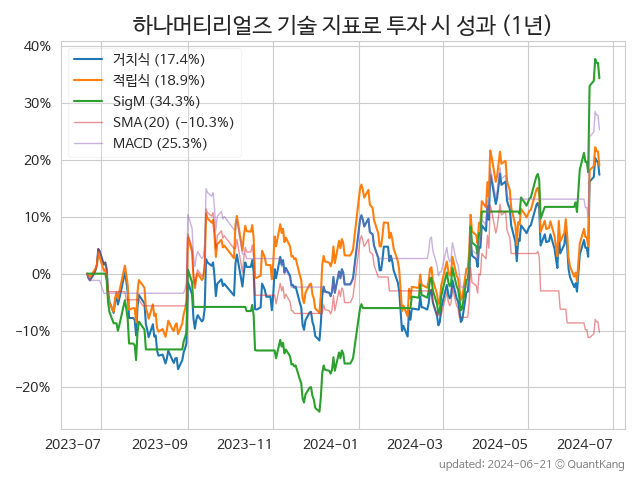 하나머티리얼즈 기술 지표로 투자 시 성과 (1년)
40%
30%
20%
10%
0%
−10%
−20%
거치식 (17.4%)
적립식 (18.9%)
SigM (34.3%)
SMA(20) (−10.3%)
MACD (25.3%)
2023-07
2023-09
2023-11
2024-01
2024-03
2024-05
2024-07
updated: 2024-06-21 © QuantKang